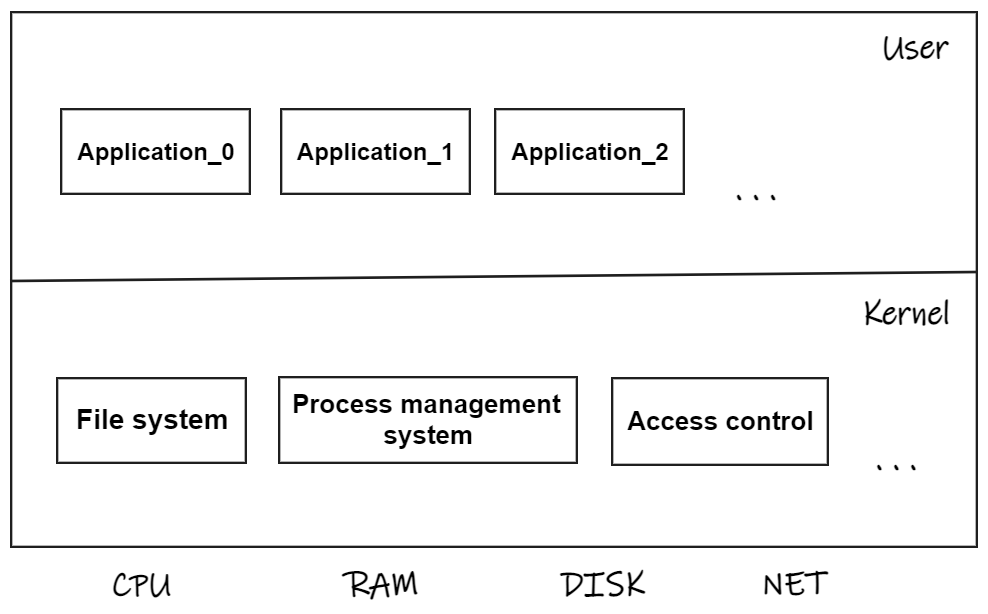 User
Application_0
Application_1
Application_2
...
Kernel
File system
Process management
system
Access control
...
CPU
RAM
DISK
NET